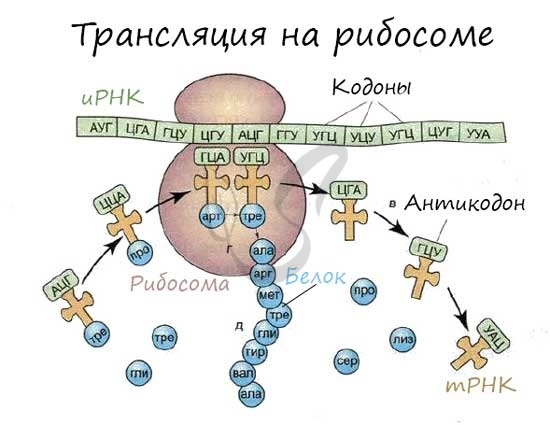 Трансляция на рибосоме
иРНК
Кодоны
АУГ ЦГА ГЦУ ЦГУ АЦГ ГГУ УГЦ УЦУ УГЦ ЦУГ УУА
ГЦА УГЦ
ЦЦА
ЦГА
в Антикодон
арт тре
про
ГЦУ
г
ала
АЦГ
Рибосома
арг
Белок
мет
про
тре
тре
д
тре
гли
лиз
УАЦ
тир
сер
гли
вал
тРНК
ала